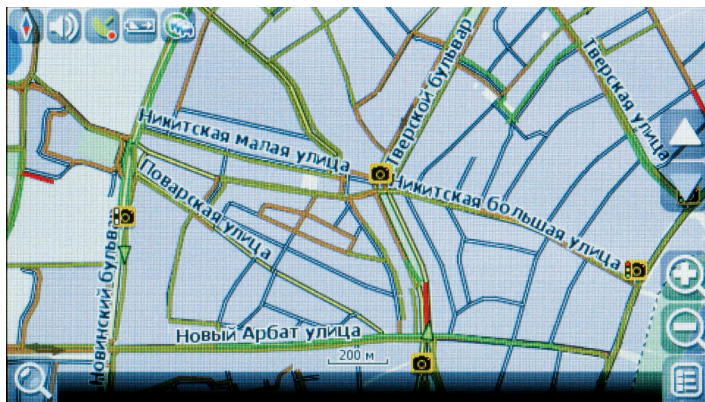 Тверской бульвар
Тверская улица
Никитская малая улица
Никитская большая улица
Поварская улица
Новинский бульвар
Новый Арбат улица
200 м